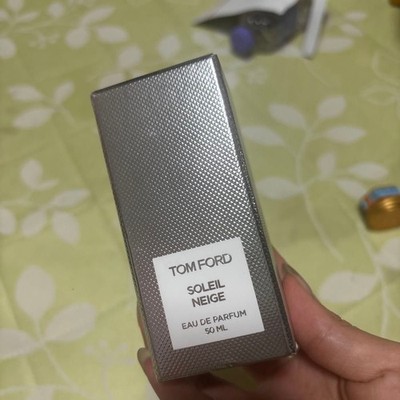 TOM FORD
SOLEIL
NEIGE
EAU DE PARFUM
50 ML